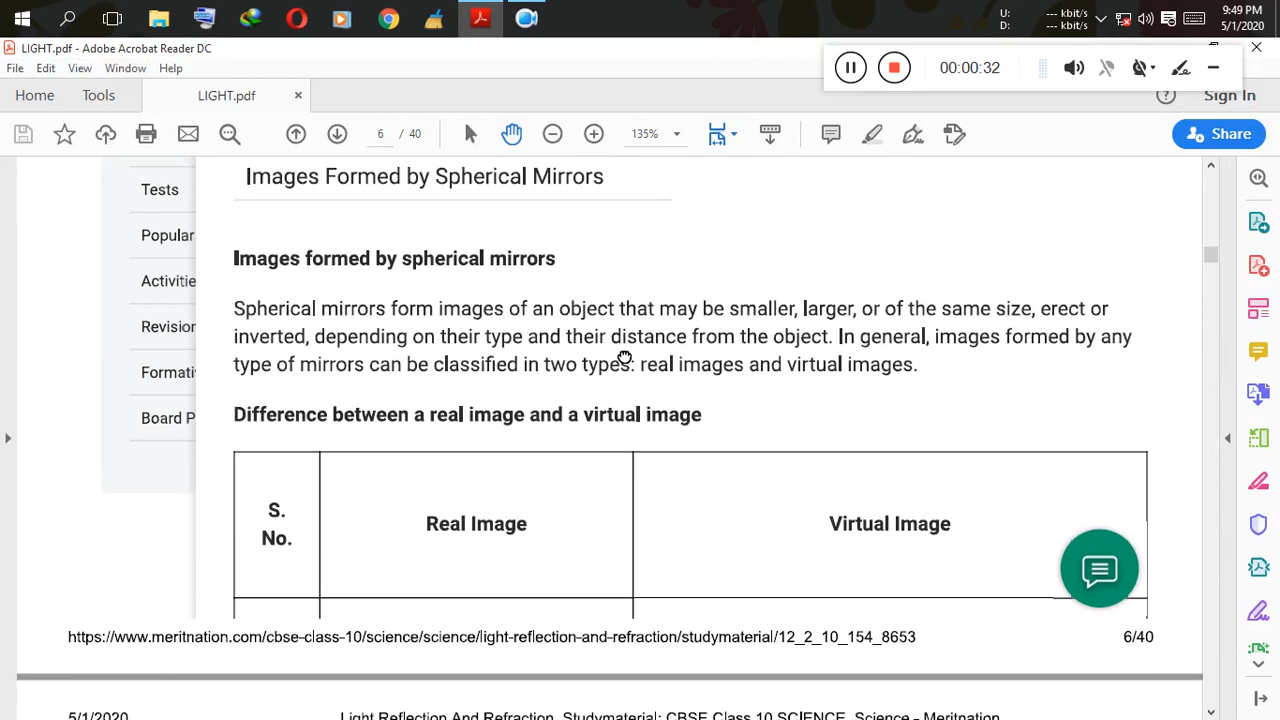 U: --- kbit/s
D: --- kbit/s
9:49 PM
5/1/2020
LIGHT.pdf - Adobe Acrobat Reader DC
File Edit View Window Help
00:00:32
Home Tools LIGHT.pdf × Sign In
6 / 40 135% Share
Images Formed by Spherical Mirrors
Tests
Popular
Activities
Revision
Formati
Board P
Images formed by spherical mirrors
Spherical mirrors form images of an object that may be smaller, larger, or of the same size, erect or
inverted, depending on their type and their distance from the object. In general, images formed by any
type of mirrors can be classified in two types: real images and virtual images.
Difference between a real image and a virtual image
S.
No.
Real Image
Virtual Image
https://www.meritnation.com/cbse-class-10/science/science/light-reflection-and-refraction/studymaterial/12_2_10_154_8653 6/40
5/1/2020 Light Reflection And Refraction, Studymaterial: CBSE Class 10 SCIENCE, Science - Meritnation